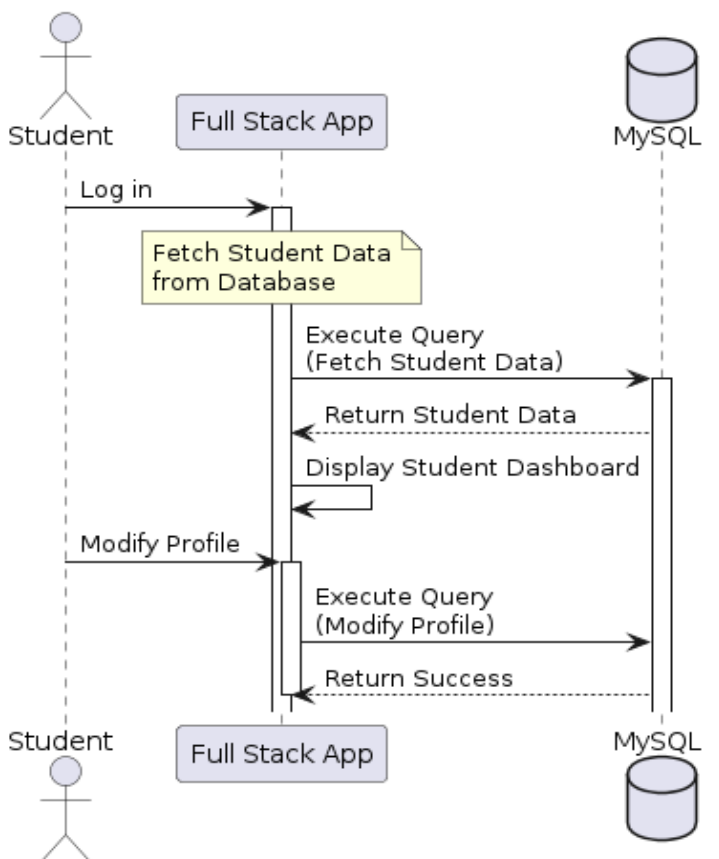 Student
Full Stack App
MySQL
Log in
Fetch Student Data
from Database
Execute Query
(Fetch Student Data)
Return Student Data
Display Student Dashboard
Modify Profile
Execute Query
(Modify Profile)
Return Success
Student
Full Stack App
MySQL